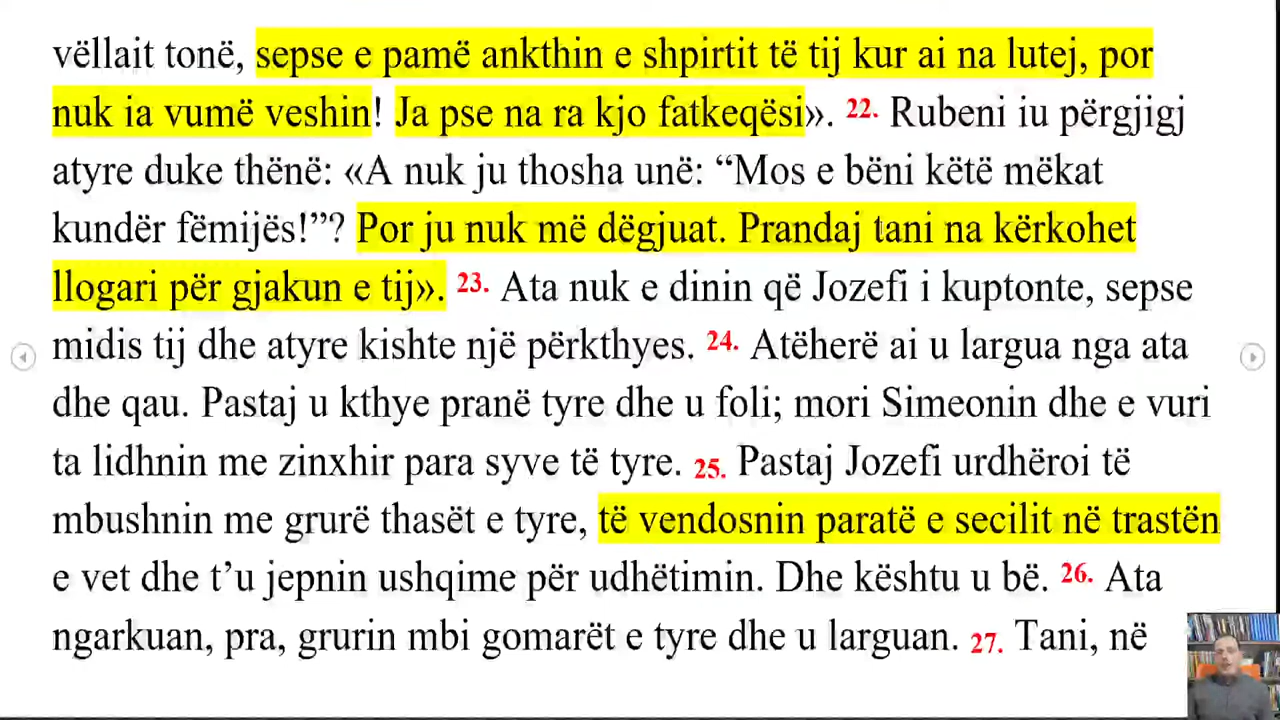 vëllait tonë, sepse e pamë ankthin e shpirtit të tij kur ai na lutej, por
nuk ia vumë veshin! Ja pse na ra kjo fatkeqësi». 22. Rubeni iu përgjigj
atyre duke thënë: «A nuk ju thosha unë: “Mos e bëni këtë mëkat
kundër fëmijës!”? Por ju nuk më dëgjuat. Prandaj tani na kërkohet
llogari për gjakun e tij». 23. Ata nuk e dinin që Jozefi i kuptonte, sepse
midis tij dhe atyre kishte një përkthyes. 24. Atëherë ai u largua nga ata
dhe qau. Pastaj u kthye pranë tyre dhe u foli; mori Simeonin dhe e vuri
ta lidhnin me zinxhir para syve të tyre. 25. Pastaj Jozefi urdhëroi të
mbushnin me grurë thasët e tyre, të vendosnin paratë e secilit në trastën
e vet dhe t’u jepnin ushqime për udhëtimin. Dhe kështu u bë. 26. Ata
ngarkuan, pra, grurin mbi gomarët e tyre dhe u larguan. 27. Tani, në